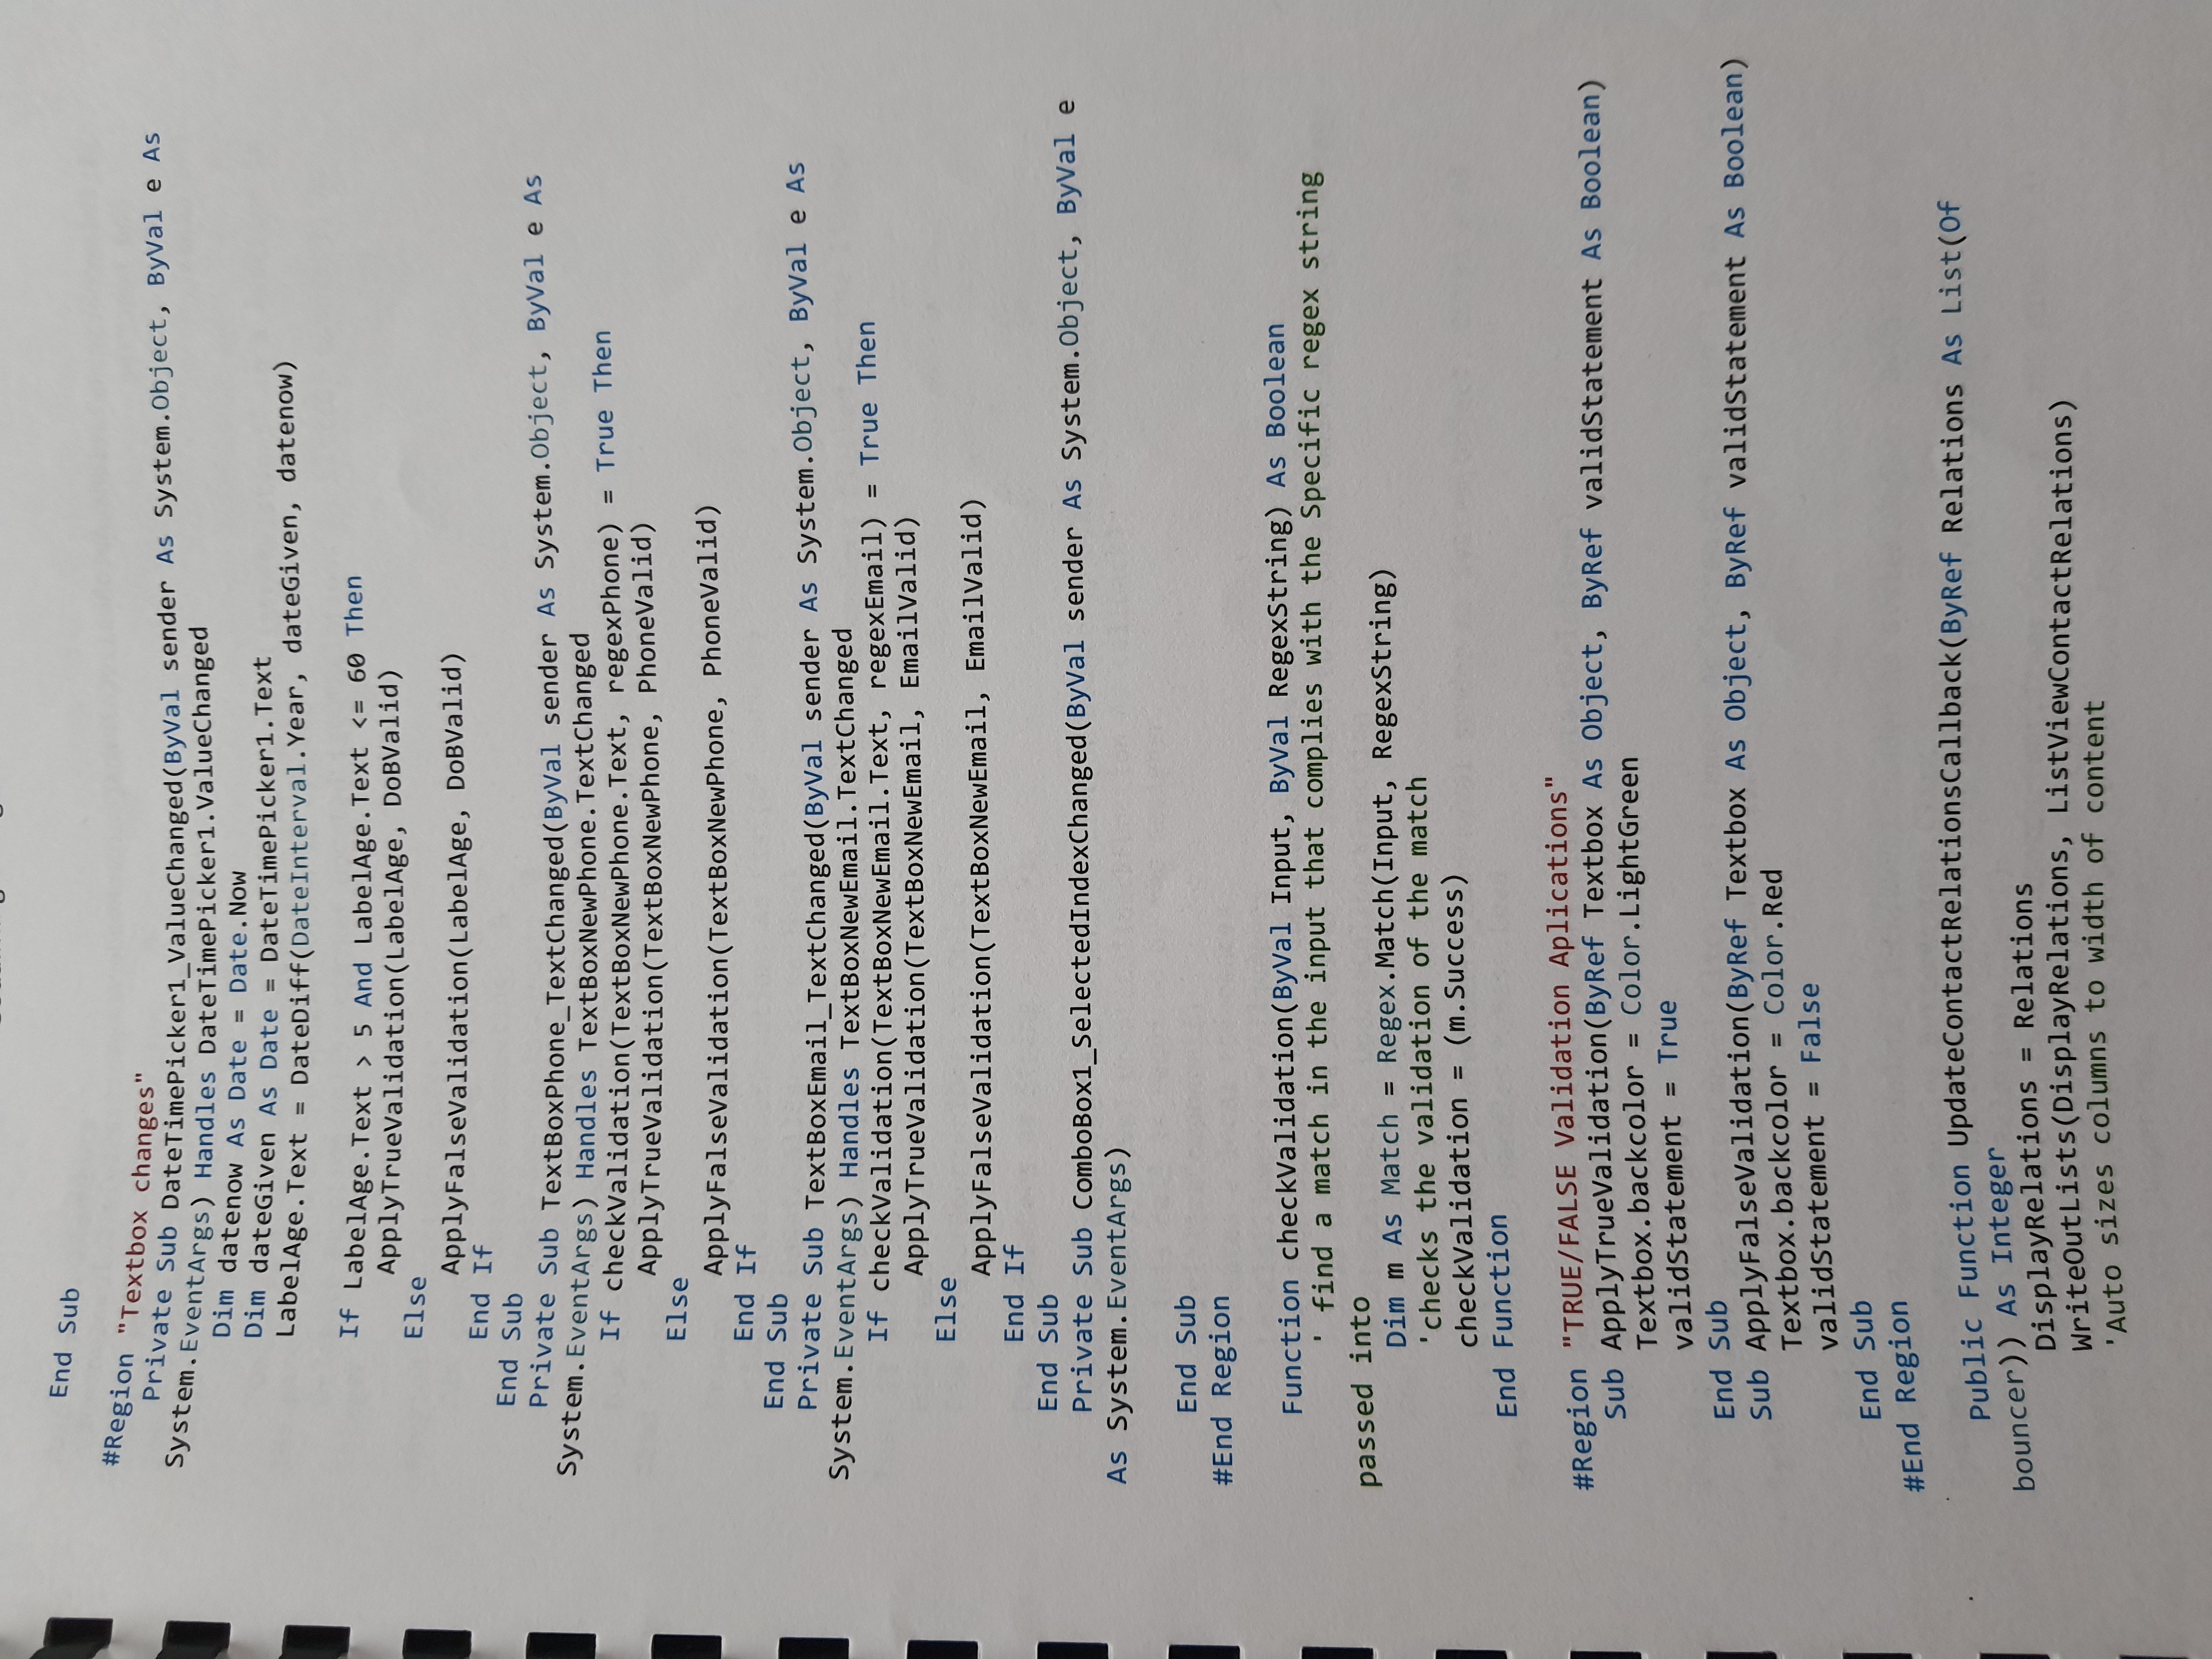 End Sub
#Region "Textbox changes"
Private Sub DateTimePicker1_ValueChanged(ByVal sender As System.Object, ByVal e As
System.EventArgs) Handles DateTimePicker1.ValueChanged
Dim datenow As Date = Date.Now
Dim dateGiven As Date = DateTimePicker1.Text
LabelAge.Text = DateDiff(DateInterval.Year, dateGiven, datenow)
If LabelAge.Text > 5 And LabelAge.Text <= 60 Then
ApplyTrueValidation(LabelAge, DoBValid)
Else
ApplyFalseValidation(LabelAge, DoBValid)
End If
End Sub
Private Sub TextBoxPhone_TextChanged(ByVal sender As System.Object, ByVal e As
System.EventArgs) Handles TextBoxNewPhone.TextChanged
If checkValidation(TextBoxNewPhone.Text, regexPhone) = True Then
ApplyTrueValidation(TextBoxNewPhone, PhoneValid)
Else
ApplyFalseValidation(TextBoxNewPhone, PhoneValid)
End If
End Sub
Private Sub TextBoxEmail_TextChanged(ByVal sender As System.Object, ByVal e As
System.EventArgs) Handles TextBoxNewEmail.TextChanged
If checkValidation(TextBoxNewEmail.Text, regexEmail) = True Then
ApplyTrueValidation(TextBoxNewEmail, EmailValid)
Else
ApplyFalseValidation(TextBoxNewEmail, EmailValid)
End If
End Sub
Private Sub ComboBox1_SelectedIndexChanged(ByVal sender As System.Object, ByVal e
As System.EventArgs)
End Sub
#End Region
Function checkValidation(ByVal Input, ByVal RegexString) As Boolean
' find a match in the input that complies with the Specific regex string
passed into
Dim m As Match = Regex.Match(Input, RegexString)
'checks the validation of the match
checkValidation = (m.Success)
End Function
#Region "TRUE/FALSE Validation Aplications"
Sub ApplyTrueValidation(ByRef Textbox As Object, ByRef validStatement As Boolean)
Textbox.backcolor = Color.LightGreen
validStatement = True
End Sub
Sub ApplyFalseValidation(ByRef Textbox As Object, ByRef validStatement As Boolean)
Textbox.backcolor = Color.Red
validStatement = False
End Sub
#End Region
Public Function UpdateContactRelationsCallback(ByRef Relations As List(Of
bouncer)) As Integer
DisplayRelations = Relations
WriteOutLists(DisplayRelations, ListViewContactRelations)
'Auto sizes columns to width of content